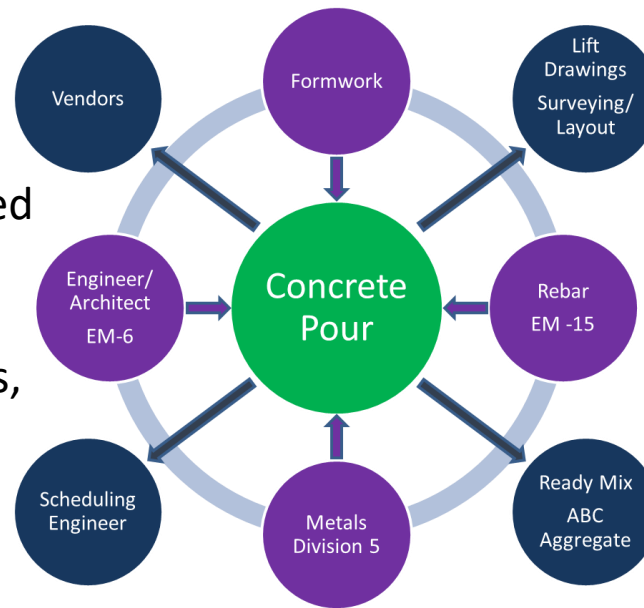 Formwork
Lift
Drawings
Surveying/
Layout
Vendors
ed
Engineer/
Architect
EM-6
Concrete
Pour
Rebar
EM -15
s,
Scheduling
Engineer
Metals
Division 5
Ready Mix
ABC
Aggregate